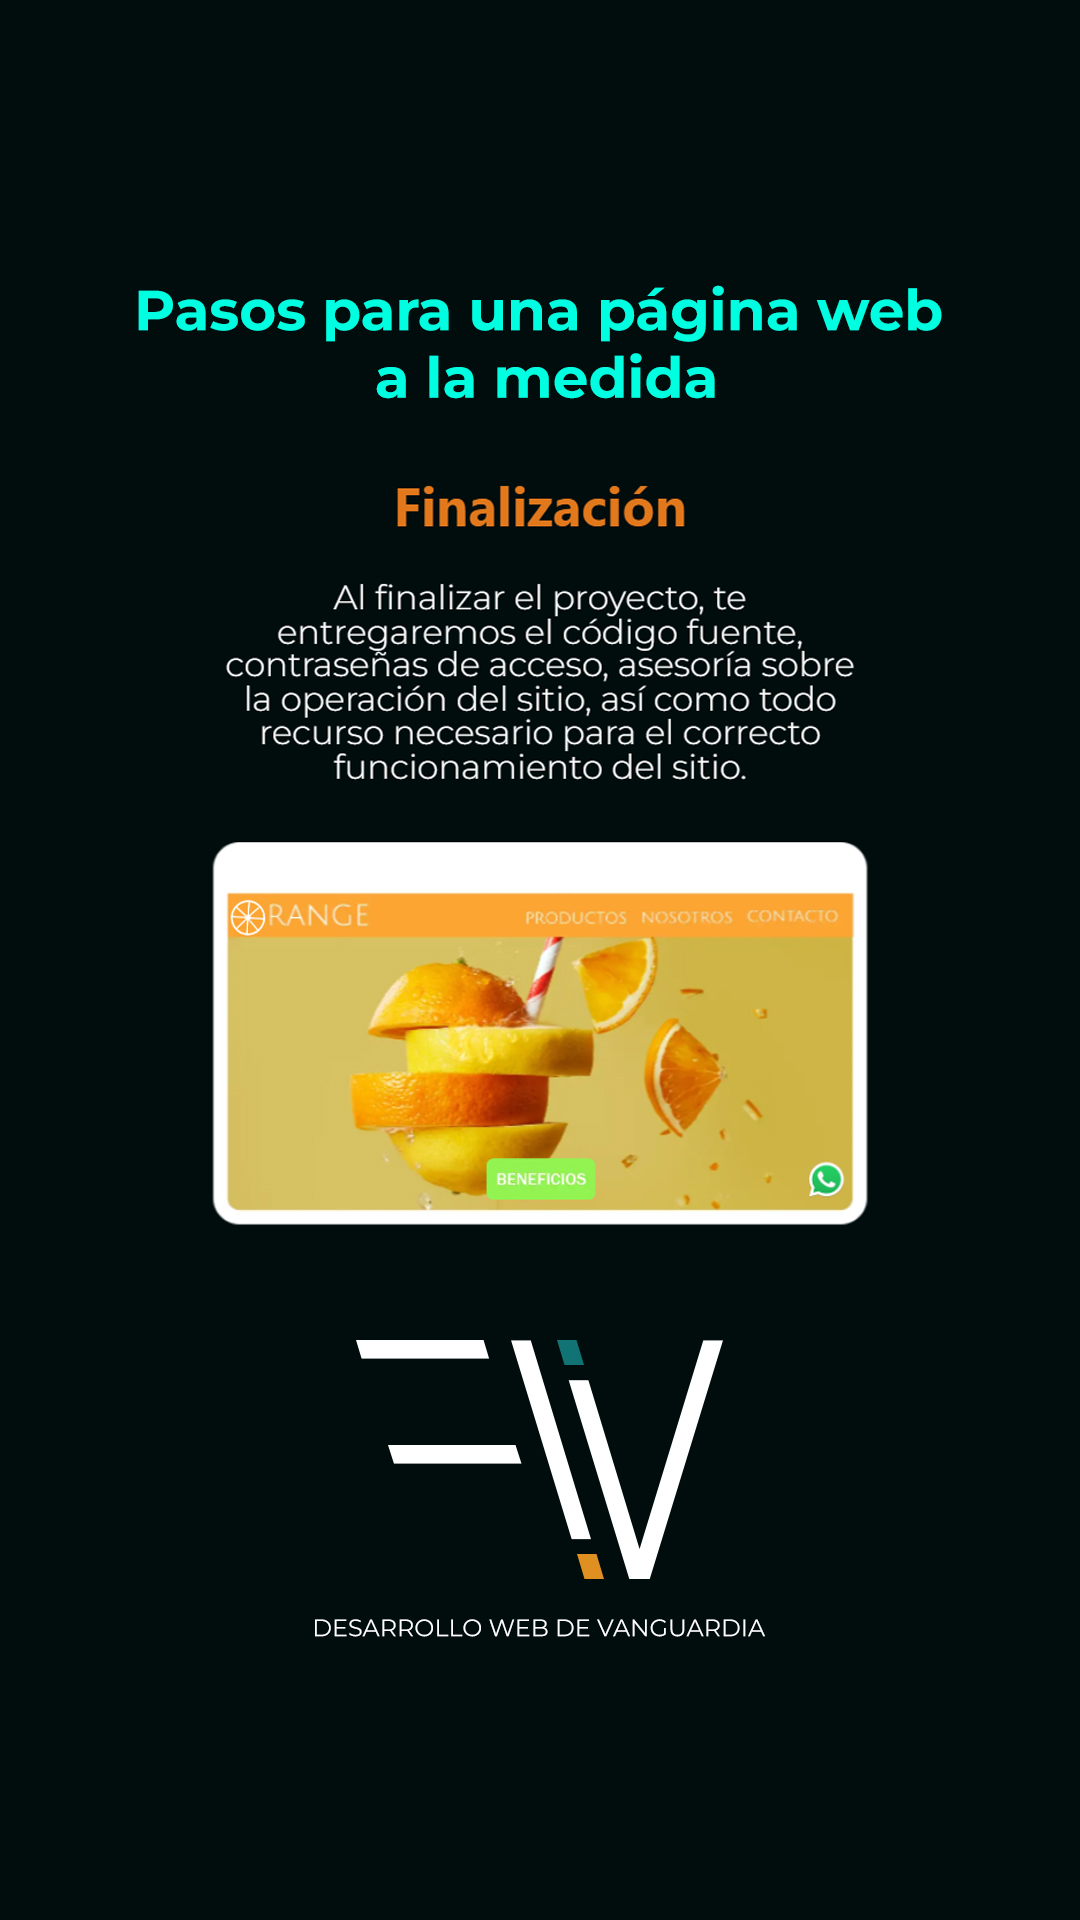 Pasos para una página web
a la medida
Finalización
Al finalizar el proyecto, te
entregaremos el código fuente,
contraseñas de acceso, asesoría sobre
la operación del sitio, así como todo
recurso necesario para el correcto
funcionamiento del sitio.
ORANGE PRODUCTOS NOSOTROS CONTACTO
BENEFICIOS
DESARROLLO WEB DE VANGUARDIA